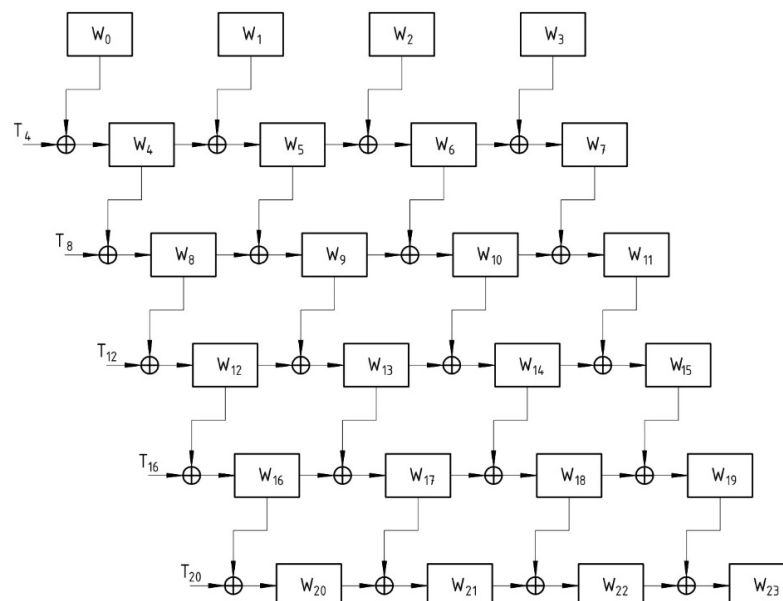 W₀ W₁ W₂ W₃
T₄ W₄ W₅ W₆ W₇
T₈ W₈ W₉ W₁₀ W₁₁
T₁₂ W₁₂ W₁₃ W₁₄ W₁₅
T₁₆ W₁₆ W₁₇ W₁₈ W₁₉
T₂₀ W₂₀ W₂₁ W₂₂ W₂₃